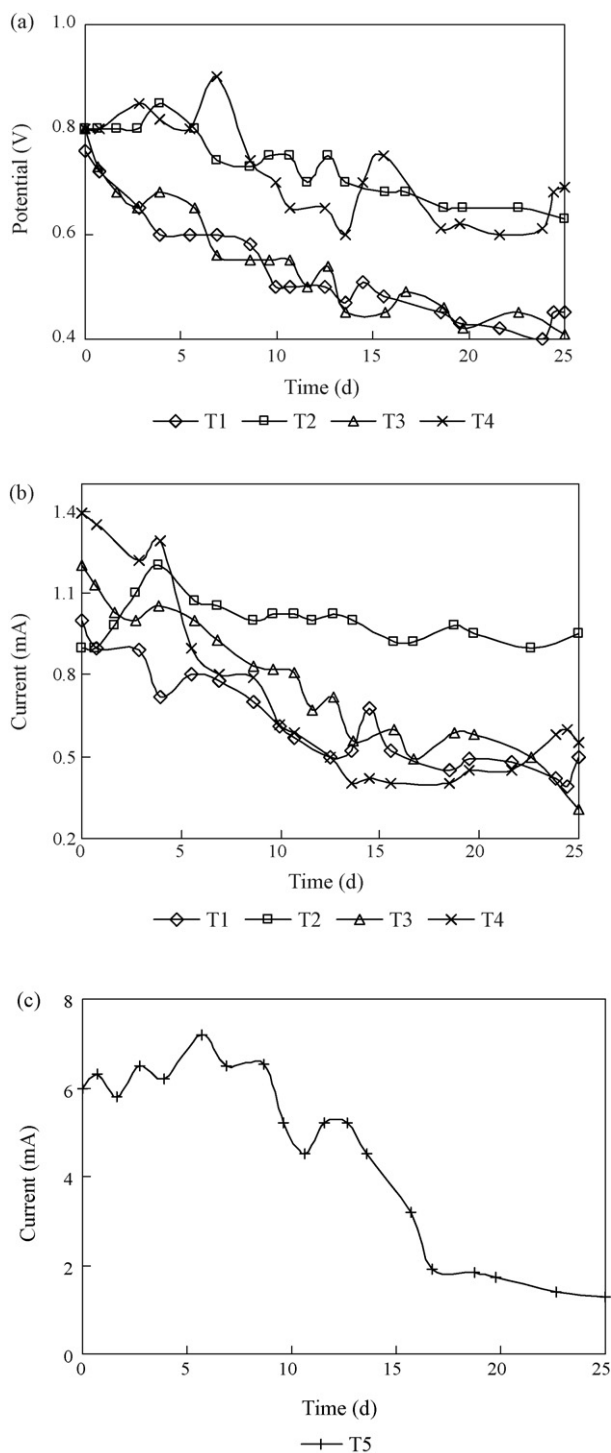 (a)
1.0
0.8
0.6
0.4
Potential (V)
0 5 10 15 20 25
Time (d)
T1 T2 T3 T4
(b)
1.4
1.1
0.8
0.5
0.2
Current (mA)
0 5 10 15 20 25
Time (d)
T1 T2 T3 T4
(c)
8
6
4
2
0
Current (mA)
0 5 10 15 20 25
Time (d)
T5